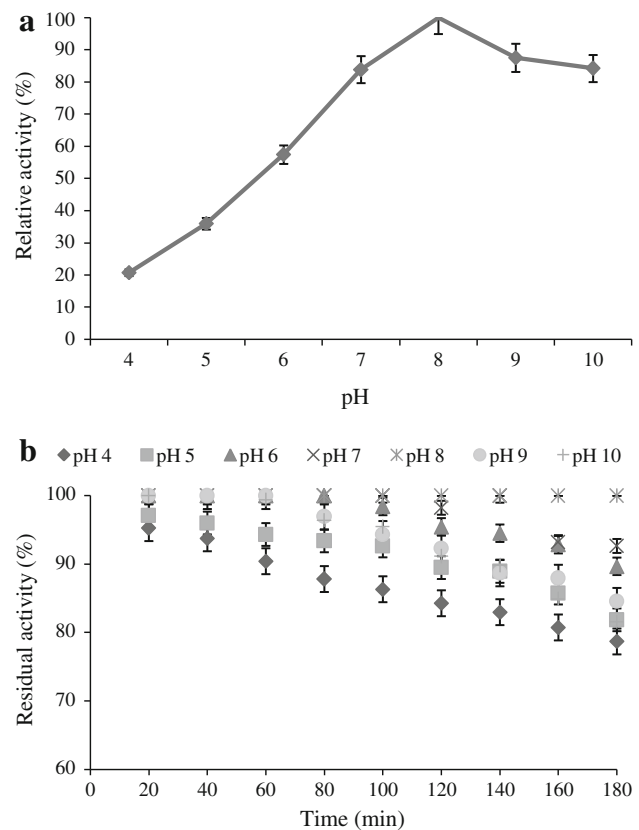 a
Relative activity (%)
100
90
80
70
60
50
40
30
20
10
0
4 5 6 7 8 9 10
pH
b
pH 4 pH 5 pH 6 pH 7 pH 8 pH 9 pH 10
Residual activity (%)
100
90
80
70
60
0 20 40 60 80 100 120 140 160 180
Time (min)